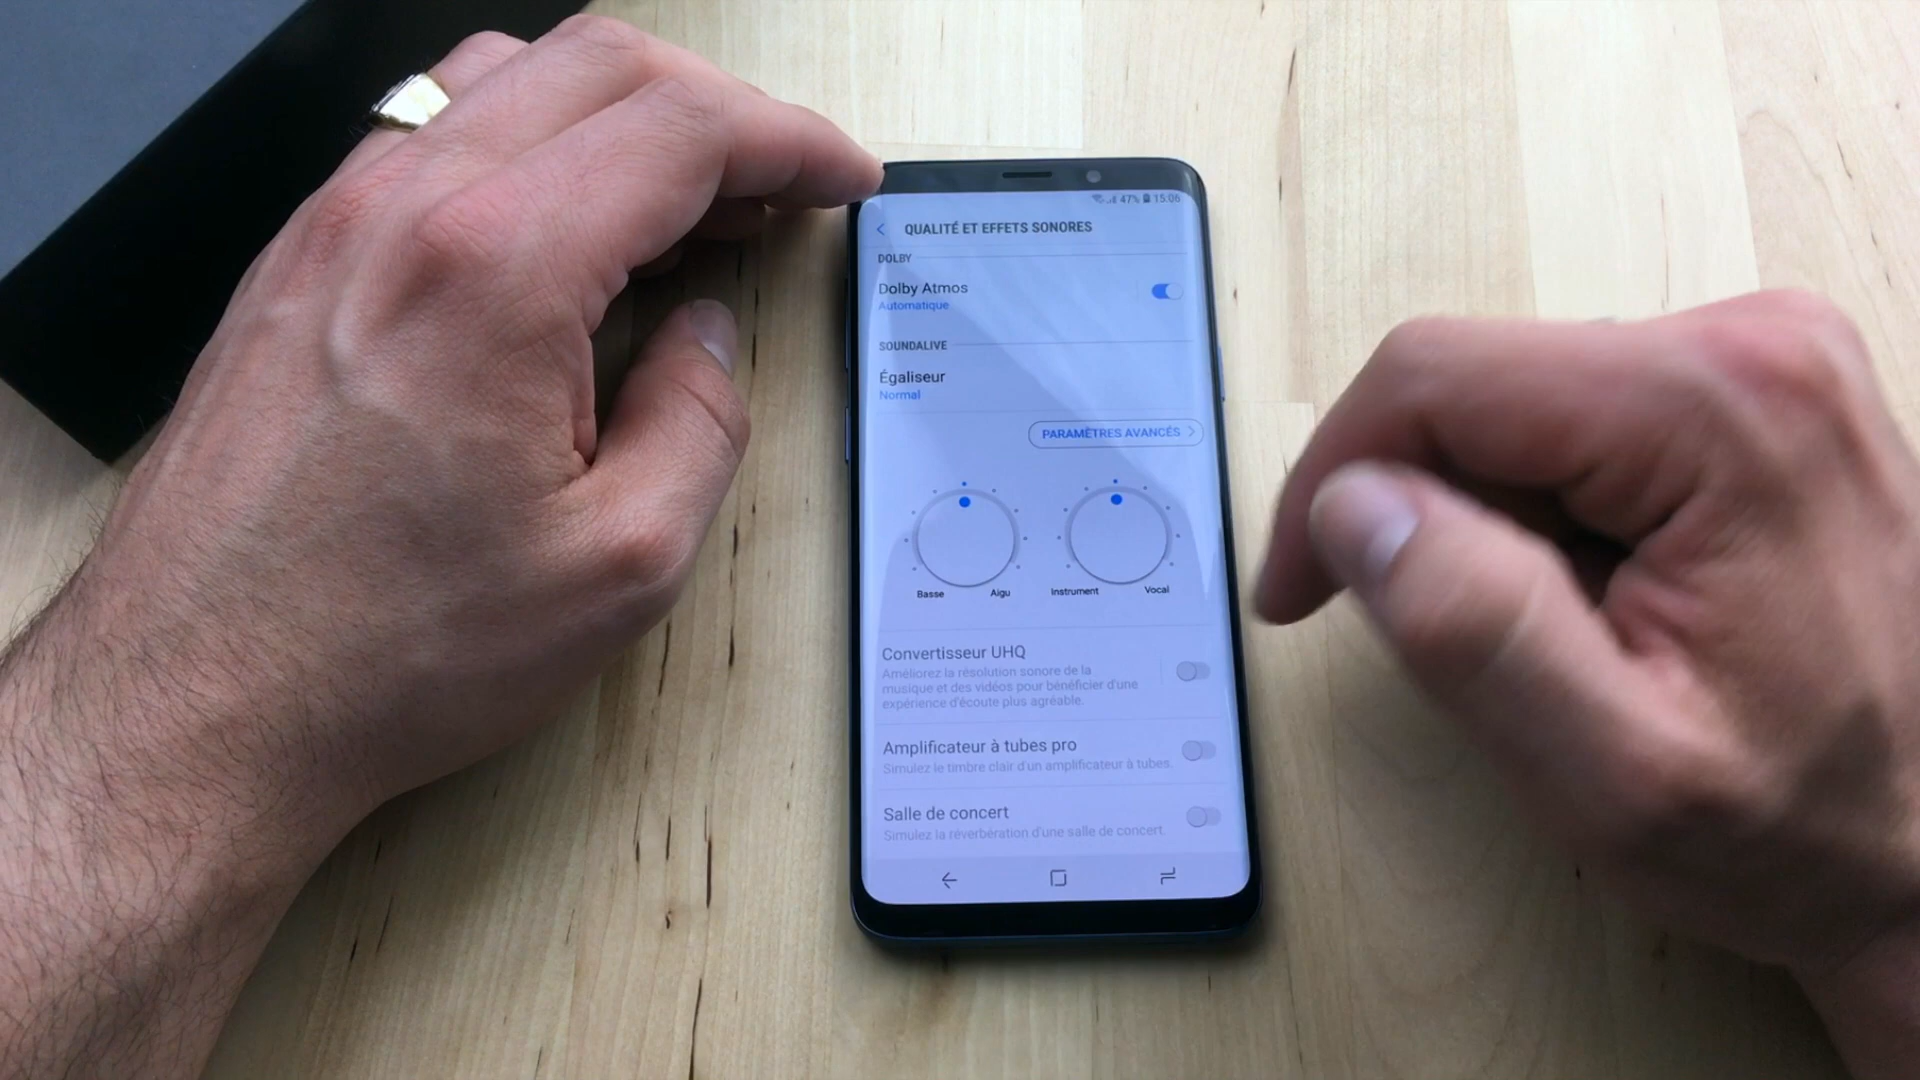 47% 15:06
QUALITÉ ET EFFETS SONORES
DOLBY
Dolby Atmos
Automatique
SOUNDALIVE
Égaliseur
Normal
PARAMÈTRES AVANCÉS
Basse Aigu Instrument Vocal
Convertisseur UHQ
Améliorez la résolution sonore de la
musique et des vidéos pour bénéficier d'une
expérience d'écoute plus agréable.
Amplificateur à tubes pro
Simulez le timbre clair d'un amplificateur à tubes.
Salle de concert
Simulez la réverbération d'une salle de concert.